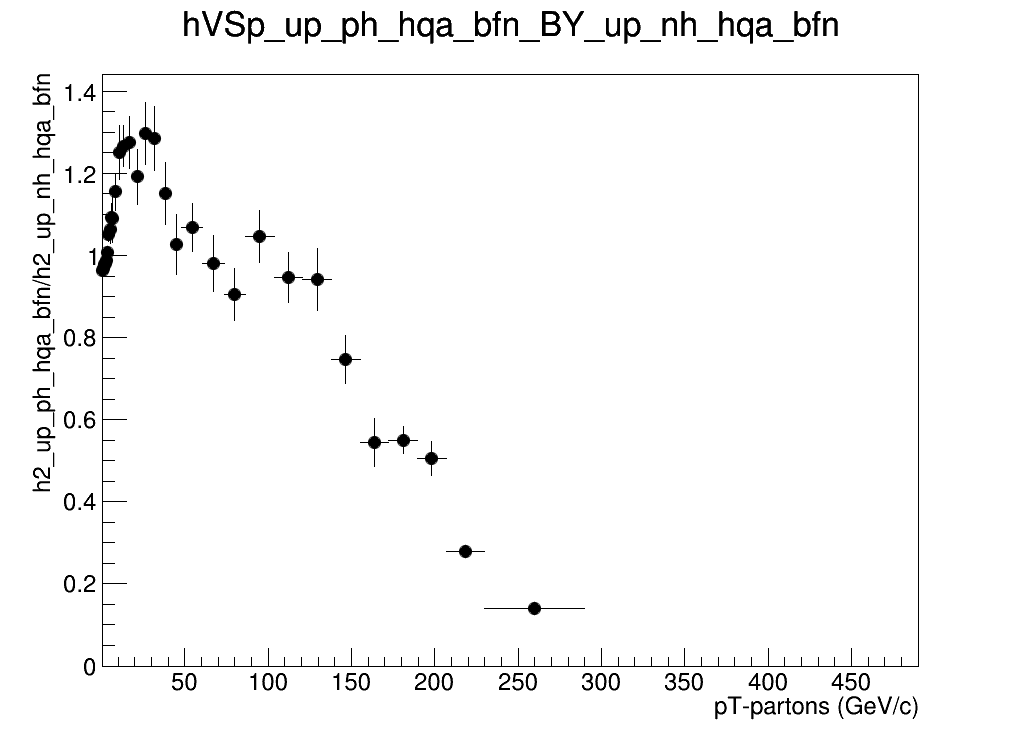 hVSp_up_ph_hqa_bfn_BY_up_nh_hqa_bfn
h2_up_ph_hqa_bfn/h2_up_nh_hqa_bfn
1.4
1.2
1
0.8
0.6
0.4
0.2
0
50 100 150 200 250 300 350 400 450
pT-partons (GeV/c)